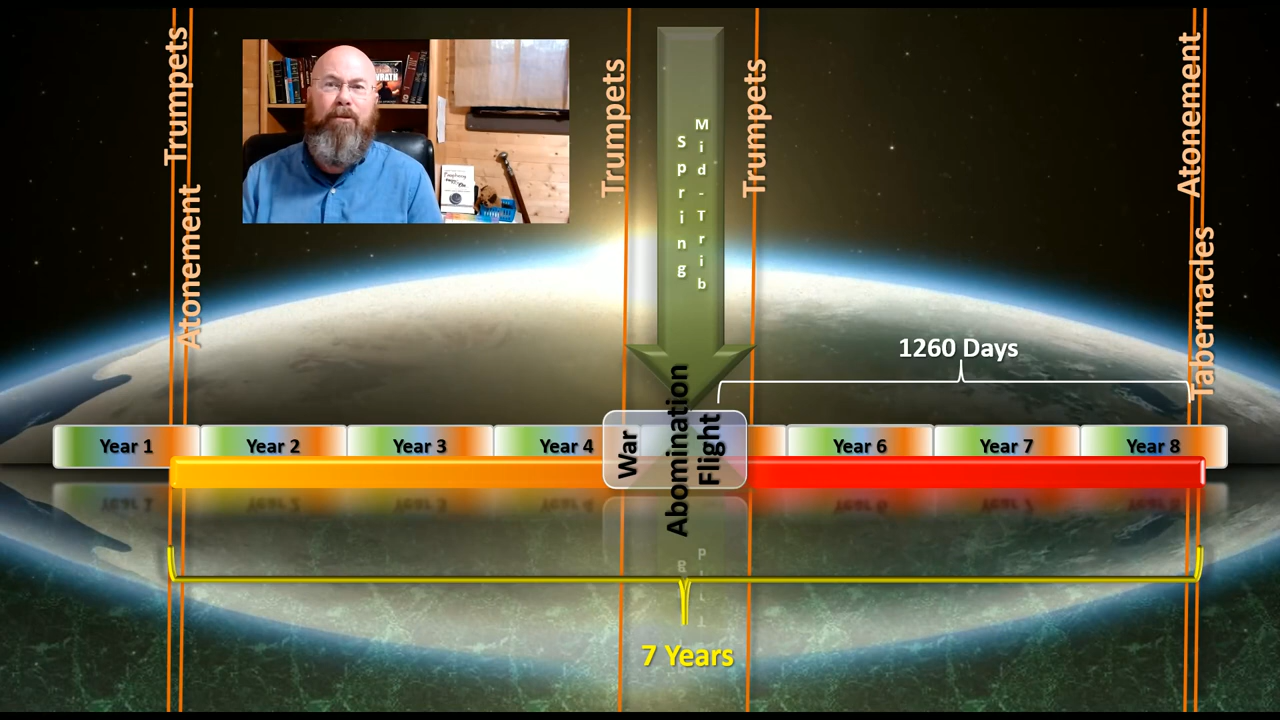 Trumpets
Atonement
WRATH
Trumpets
Spring
Mid-Trib
Trumpets
Atonement
Tabernacles
1260 Days
Year 1
Year 2
Year 3
Year 4
War
Abomination
Flight
Year 6
Year 7
Year 8
7 Years